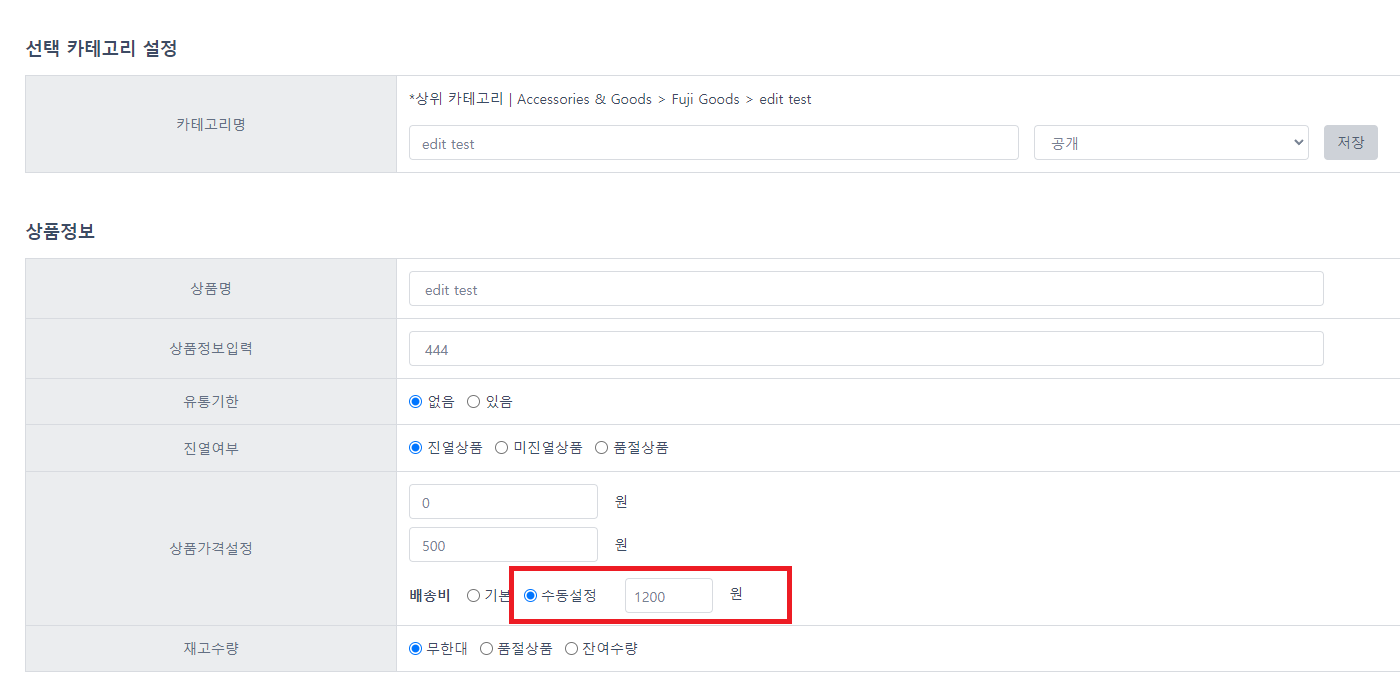 선택 카테고리 설정
카테고리명
*상위 카테고리 | Accessories & Goods > Fuji Goods > edit test
edit test 공개 저장
상품정보
상품명 edit test
상품정보입력 444
유통기한 없음 있음
진열여부 진열상품 미진열상품 품절상품
상품가격설정
0 원
500 원
배송비 기본 수동설정 1200 원
재고수량 무한대 품절상품 잔여수량